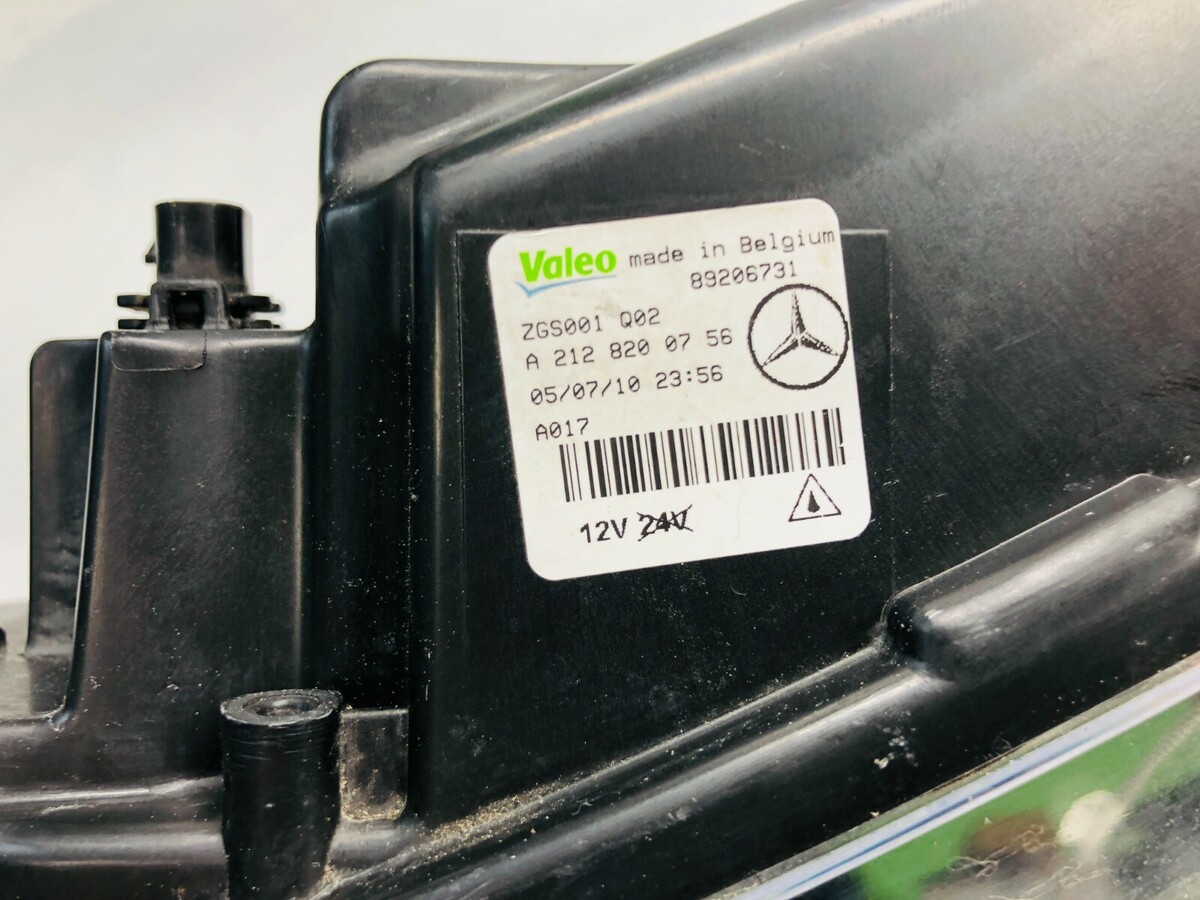 Valeo made in Belgium
89206731
ZGS001 Q02
A 212 820 07 56
05/07/10 23:56
A017
12V 24V